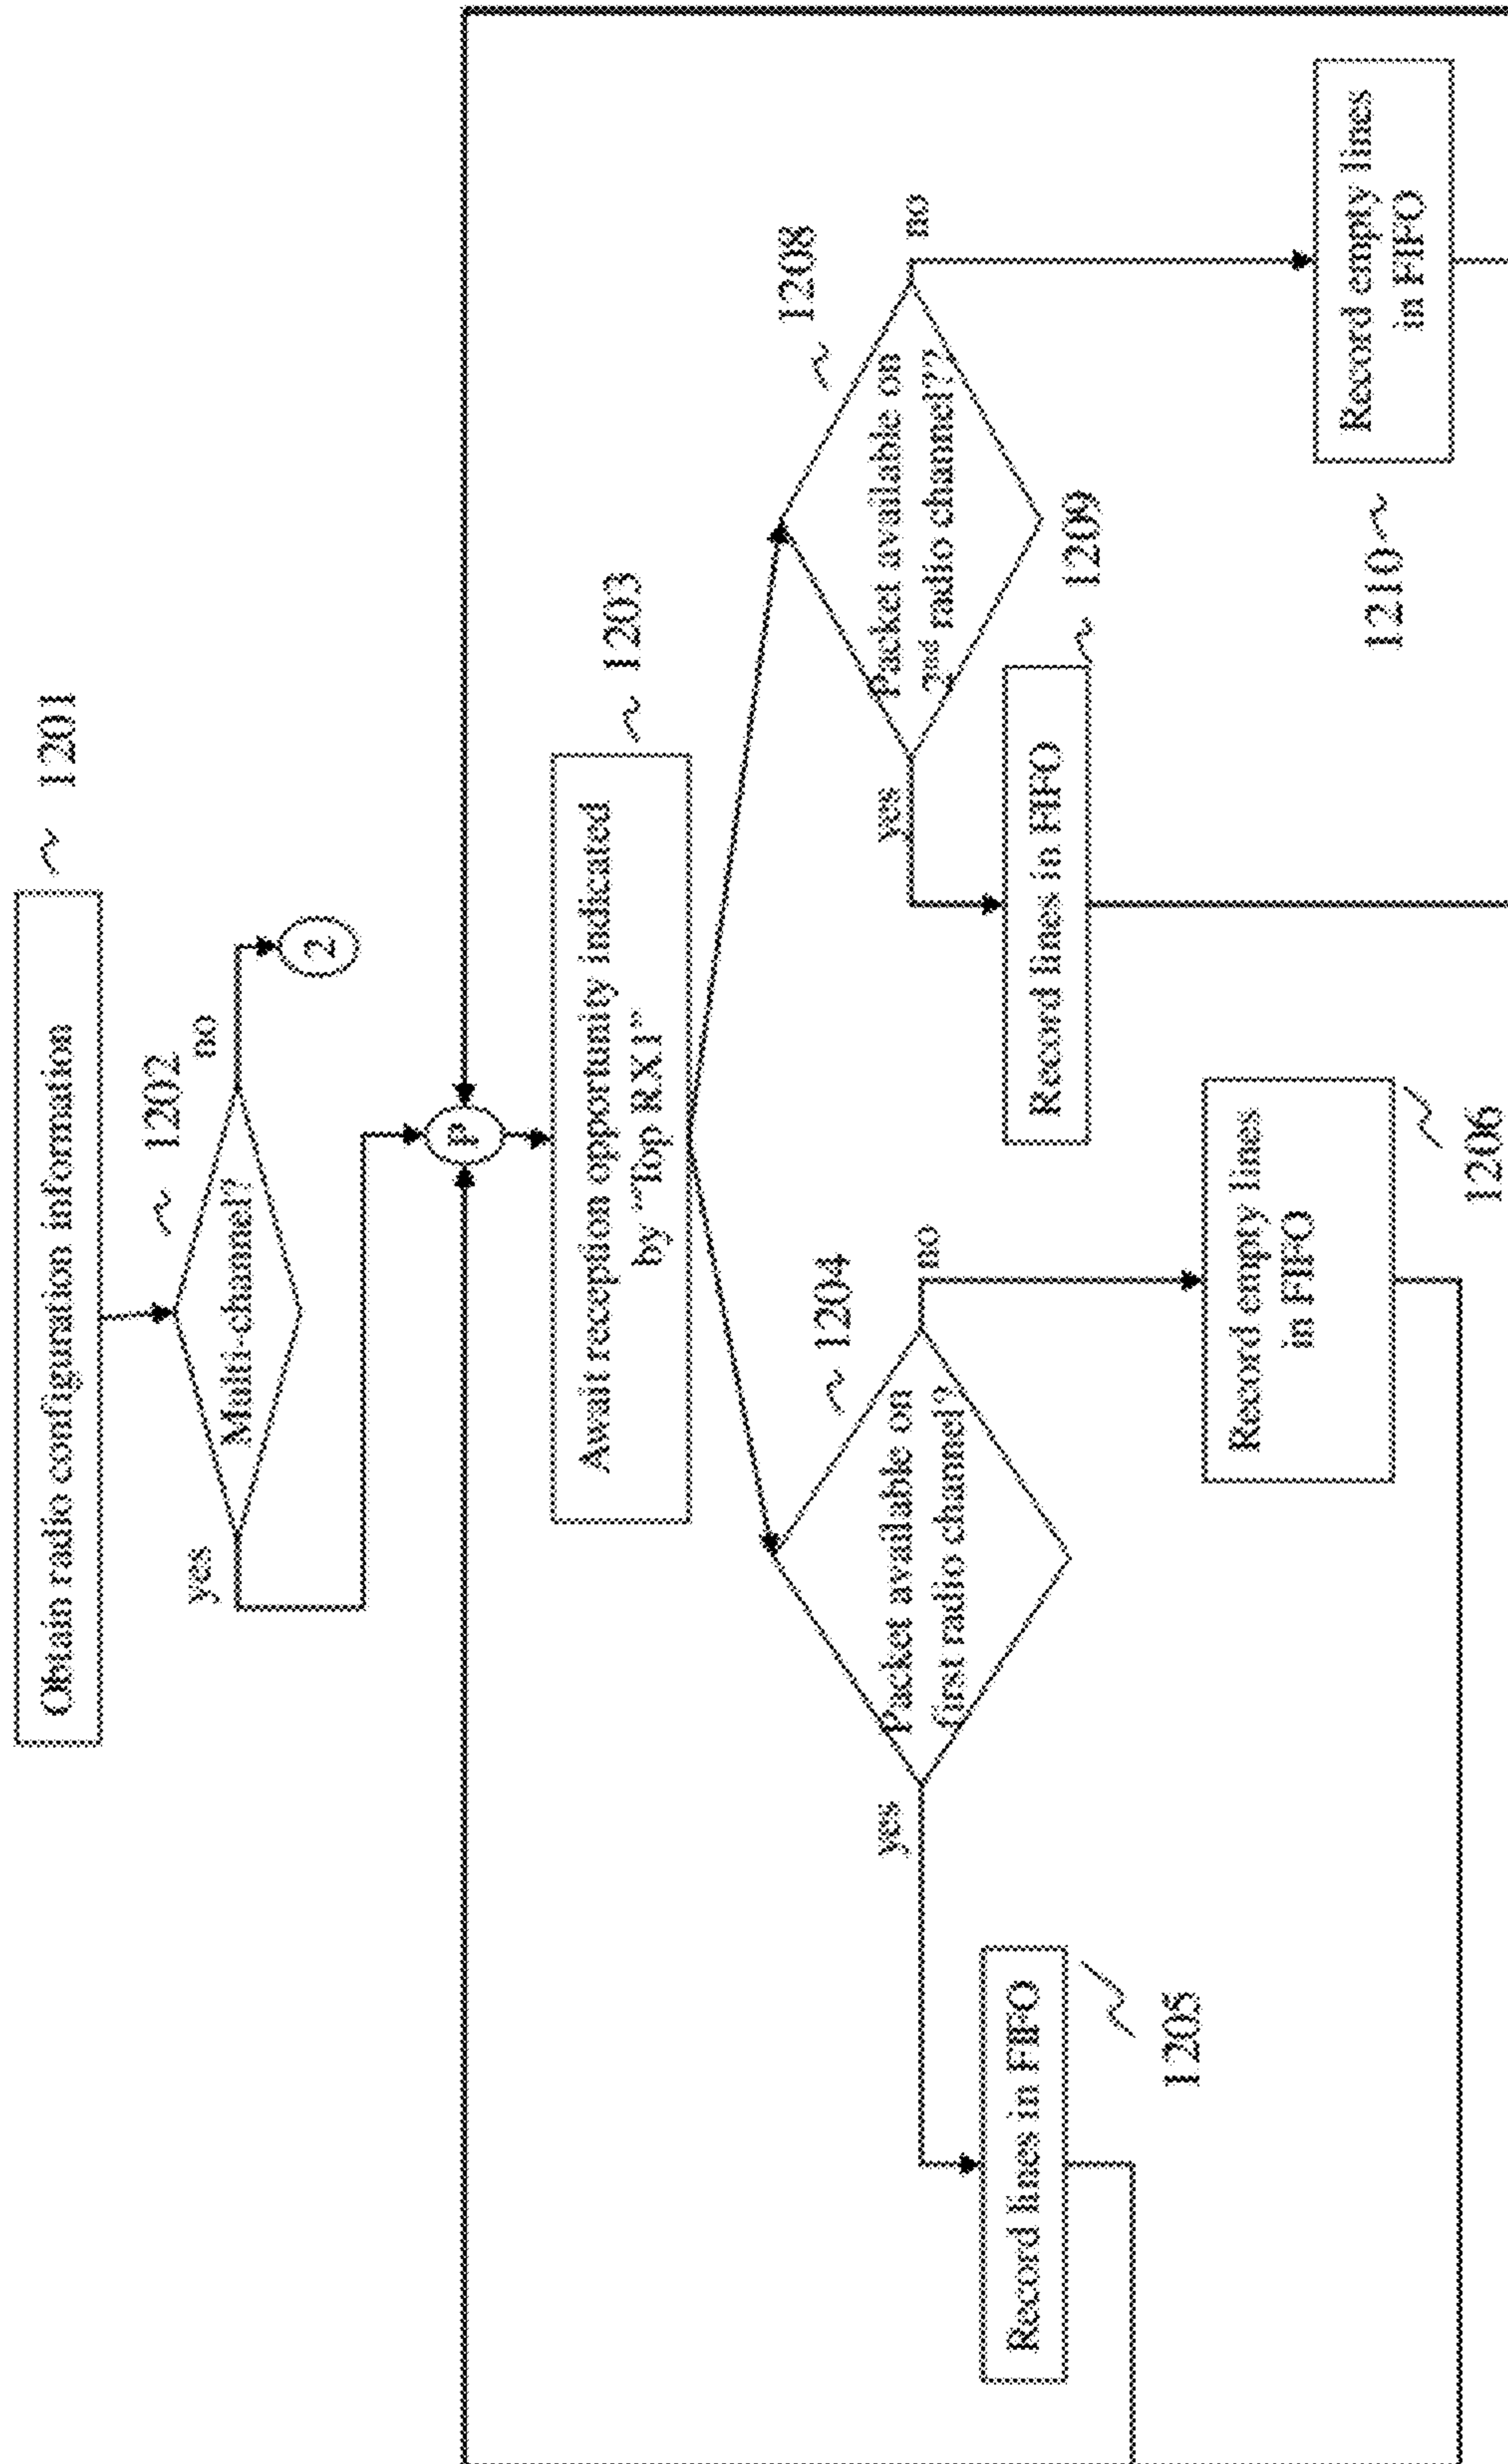 Obtain radio configuration information
1201
1202
Multi-channel?
yes
no
2
P
Await reception opportunity indicated
by "Top RX1"
1203
1204
Packet available on
first radio channel?
yes
no
Record lines in FIFO
1205
Record empty lines
in FIFO
1206
1208
Packet available on
2nd radio channel??
yes
no
Record lines in FIFO
1209
Record empty lines
in FIFO
1210